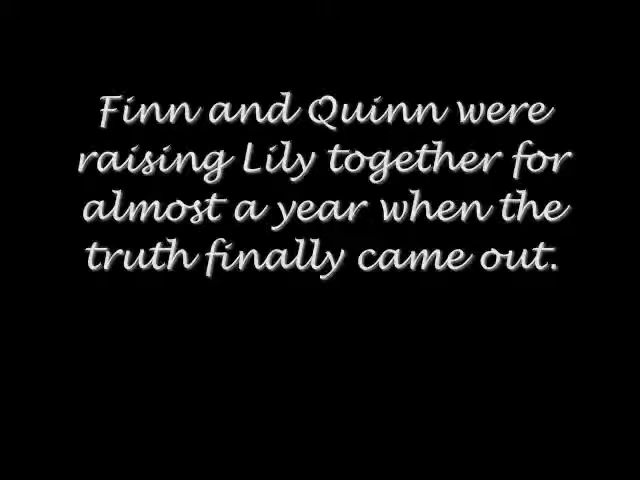 Finn and Quinn were
raising Lily together for
almost a year when the
truth finally came out.